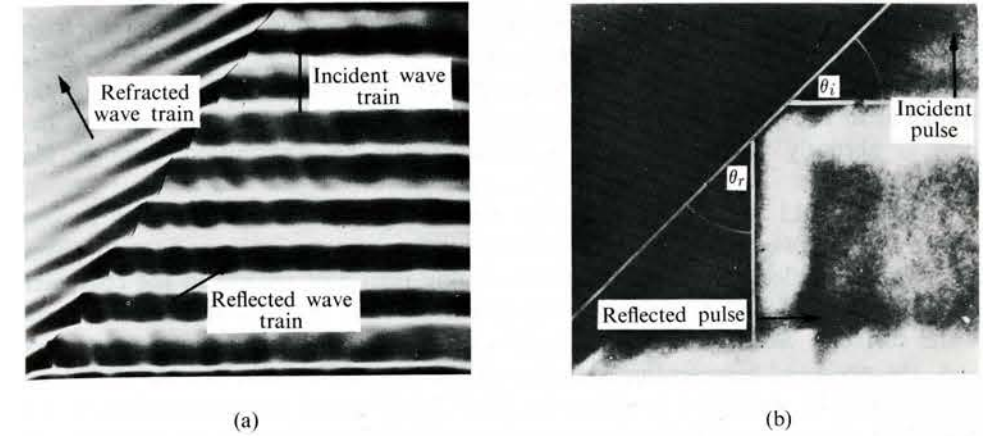 Refracted
wave train
Incident wave
train
Reflected wave
train
(a)
θi
Incident
pulse
θr
Reflected pulse
(b)